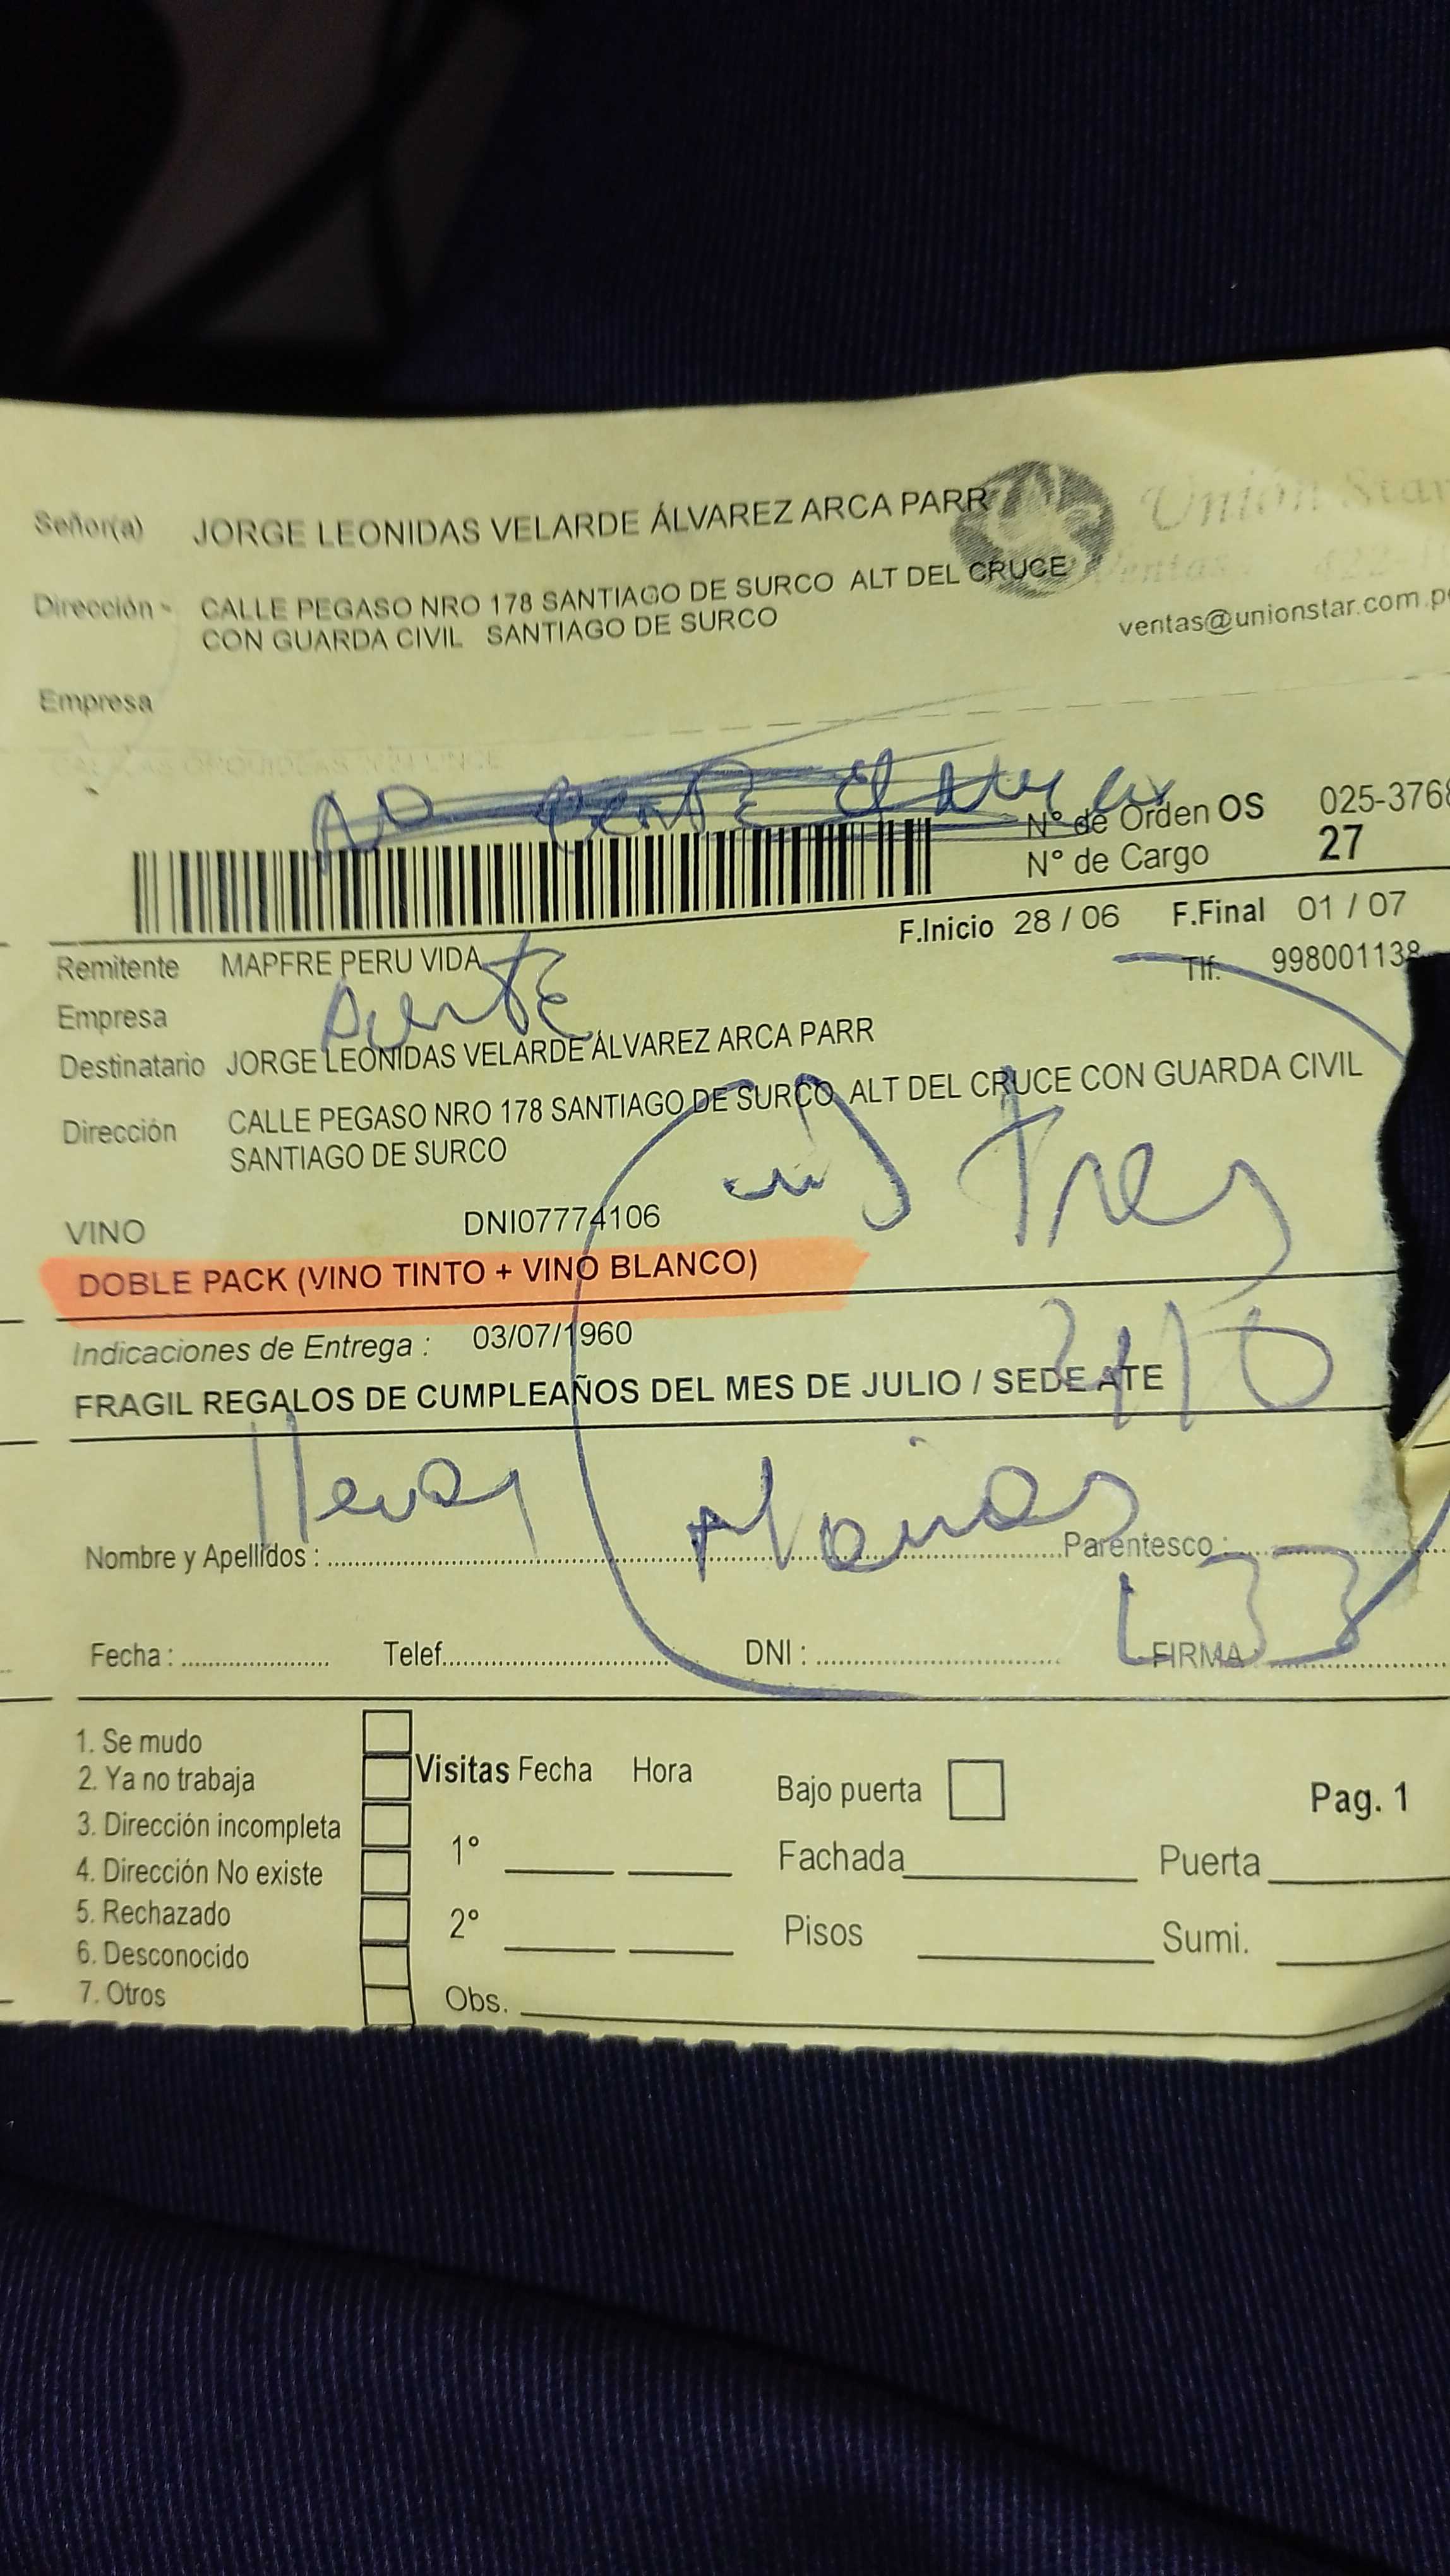 Señor(a) JORGE LEONIDAS VELARDE ÁLVAREZ ARCA PARR
Unión Star
Dirección CALLE PEGASO NRO 178 SANTIAGO DE SURCO ALT DEL CRUCE
CON GUARDA CIVIL SANTIAGO DE SURCO
Ventas:
ventas@unionstar.com.p
Empresa
N° de Orden OS 025-3768
N° de Cargo 27
F.Inicio 28 / 06 F.Final 01 / 07
Remitente MAPFRE PERU VIDA
Tlf: 998001138
Empresa
Destinatario JORGE LEONIDAS VELARDE ÁLVAREZ ARCA PARR
Dirección CALLE PEGASO NRO 178 SANTIAGO DE SURCO ALT DEL CRUCE CON GUARDA CIVIL
SANTIAGO DE SURCO
Tres
VINO DNI07774106
DOBLE PACK (VINO TINTO + VINO BLANCO)
Indicaciones de Entrega : 03/07/1960
FRAGIL REGALOS DE CUMPLEAÑOS DEL MES DE JULIO / SEDE ATE
llevar
Nombre y Apellidos : Parentesco :
Fecha : Telef. DNI : FIRMA
1. Se mudo
2. Ya no trabaja
3. Dirección incompleta
4. Dirección No existe
5. Rechazado
6. Desconocido
7. Otros
Visitas Fecha Hora
1°
2°
Obs.
Bajo puerta
Fachada Puerta
Pisos Sumi.
Pag. 1